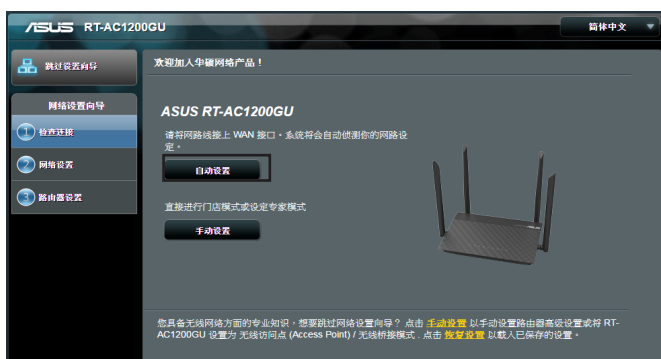 ASUS RT-AC1200GU
简体中文
跳过设置向导
欢迎加入华硕网络产品!
网络设置向导
1 检查连接
2 网络设置
3 路由器设置
ASUS RT-AC1200GU
请将网路线接上 WAN 接口，系统将会自动侦测你的网路设
定。
自动设置
直接进行门店模式或设定专家模式
手动设置
您具备无线网络方面的专业知识，想要跳过网络设置向导? 点击 手动设置 以手动设置路由器高级设置或将 RT-
AC1200GU 设置为 无线访问点 (Access Point) / 无线桥接模式 . 点击 恢复设置 以载入已保存的设置。